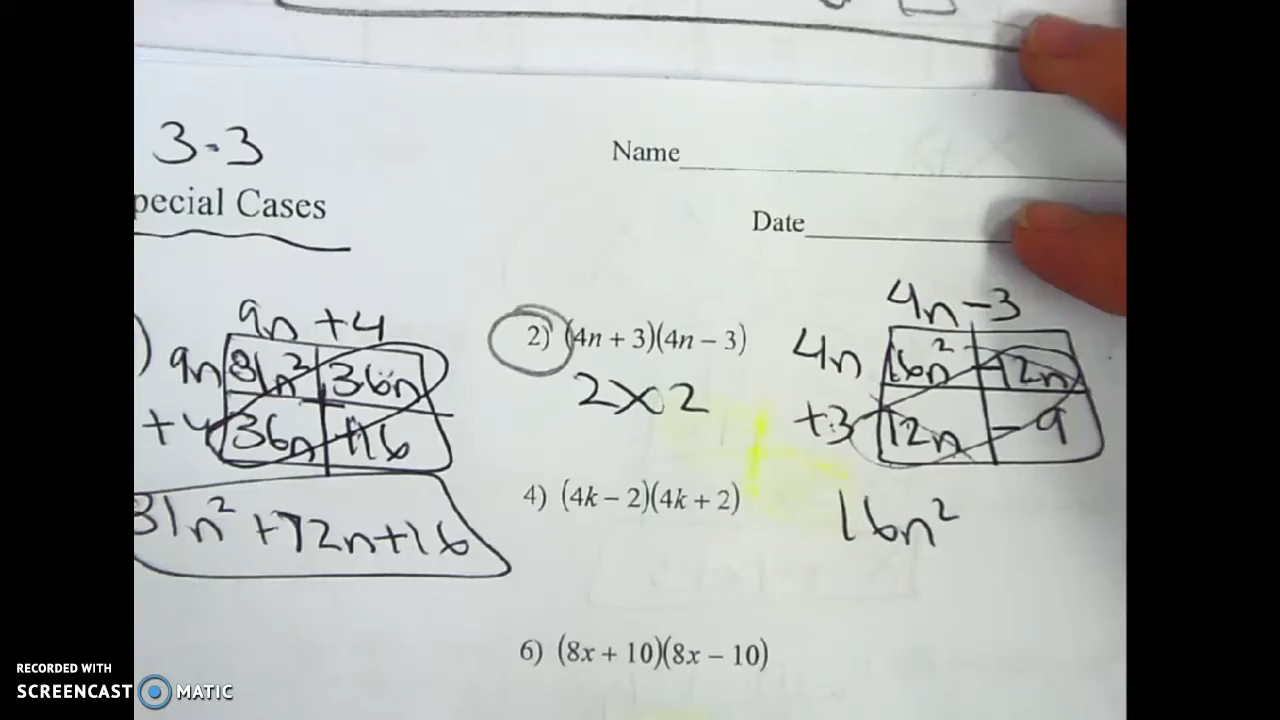 3.3
Name
pecial Cases
Date
9n +4
9n 81n² 36n
+4 36n +16
81n² +72n+16
2) (4n + 3)(4n − 3)
2x2
4n −3
4n 16n² −12n
+3 12n −9
16n²
4) (4k − 2)(4k + 2)
6) (8x + 10)(8x − 10)
RECORDED WITH
SCREENCAST MATIC